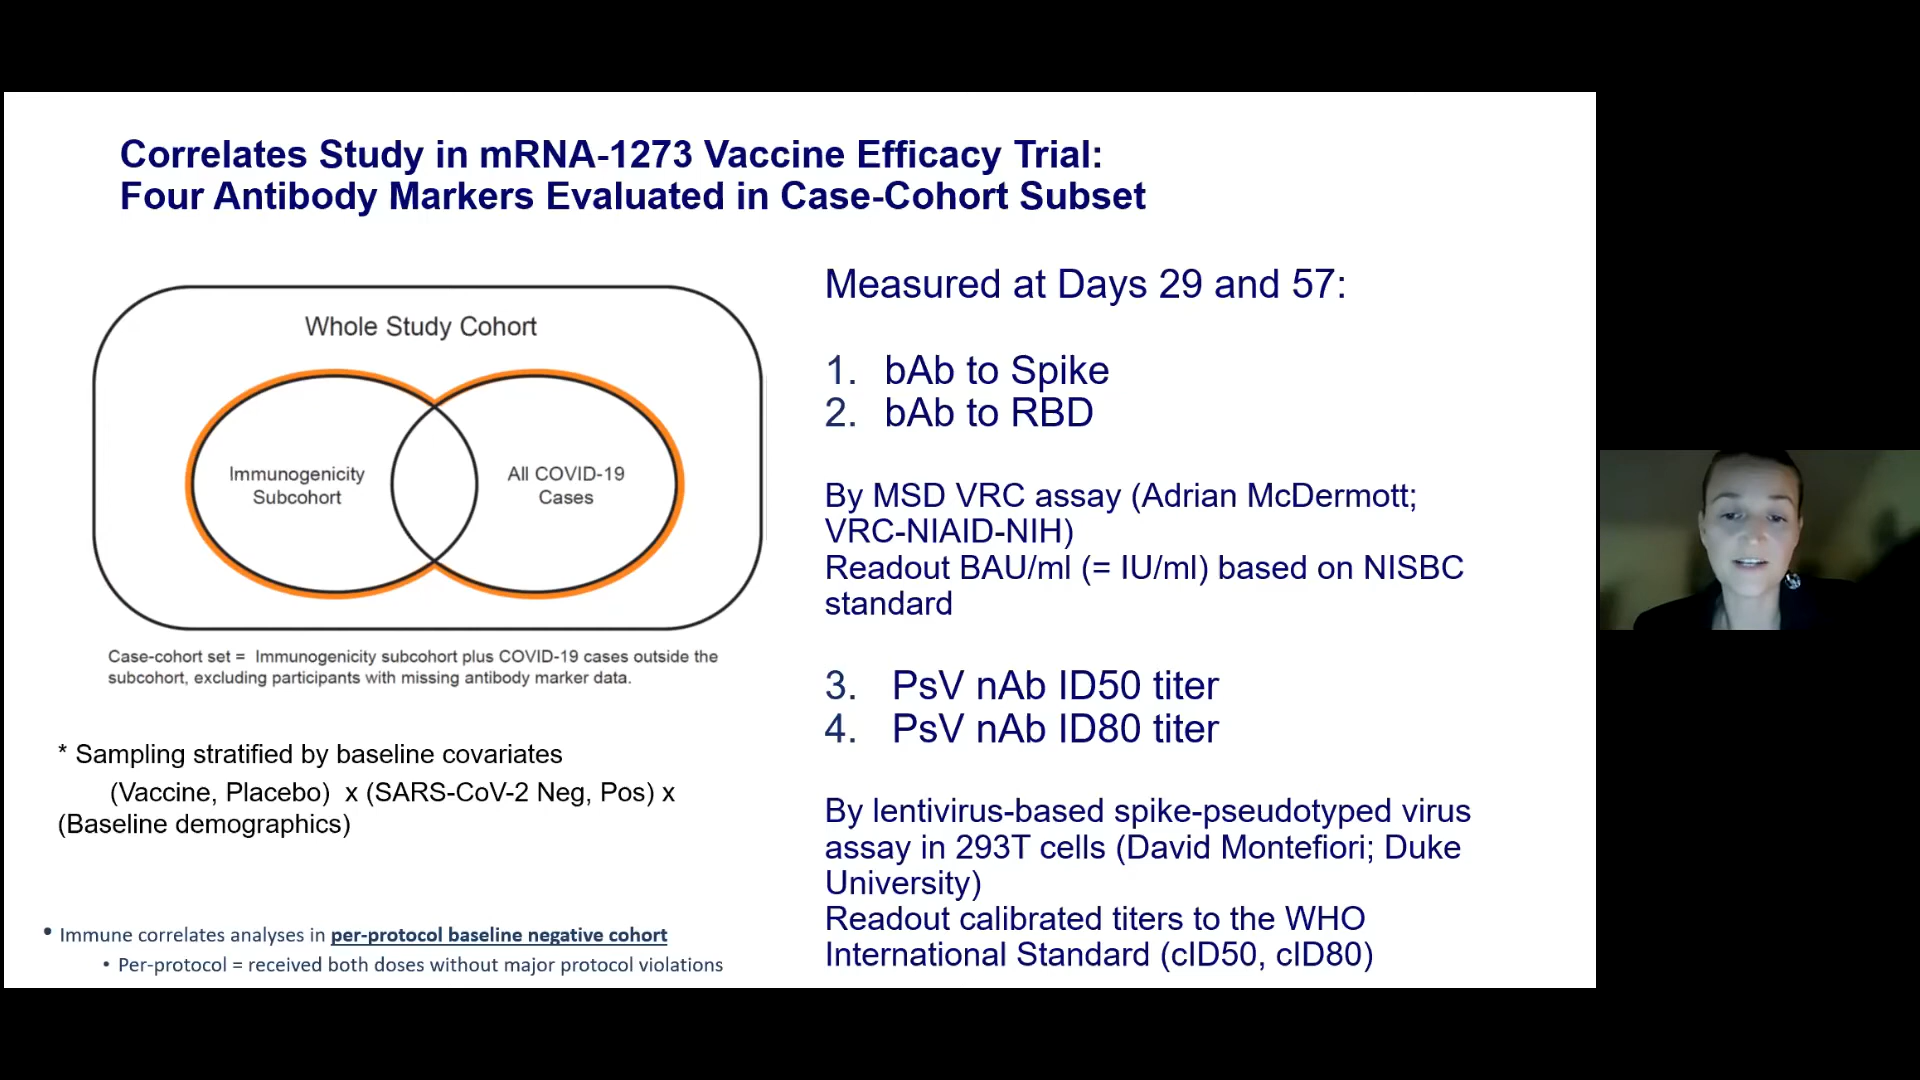 Correlates Study in mRNA-1273 Vaccine Efficacy Trial:
Four Antibody Markers Evaluated in Case-Cohort Subset
Whole Study Cohort
Immunogenicity
Subcohort
All COVID-19
Cases
Case-cohort set = Immunogenicity subcohort plus COVID-19 cases outside the
subcohort, excluding participants with missing antibody marker data.
* Sampling stratified by baseline covariates
(Vaccine, Placebo) x (SARS-CoV-2 Neg, Pos) x
(Baseline demographics)
• Immune correlates analyses in per-protocol baseline negative cohort
• Per-protocol = received both doses without major protocol violations
Measured at Days 29 and 57:
1. bAb to Spike
2. bAb to RBD
By MSD VRC assay (Adrian McDermott;
VRC-NIAID-NIH)
Readout BAU/ml (= IU/ml) based on NISBC
standard
3. PsV nAb ID50 titer
4. PsV nAb ID80 titer
By lentivirus-based spike-pseudotyped virus
assay in 293T cells (David Montefiori; Duke
University)
Readout calibrated titers to the WHO
International Standard (cID50, cID80)